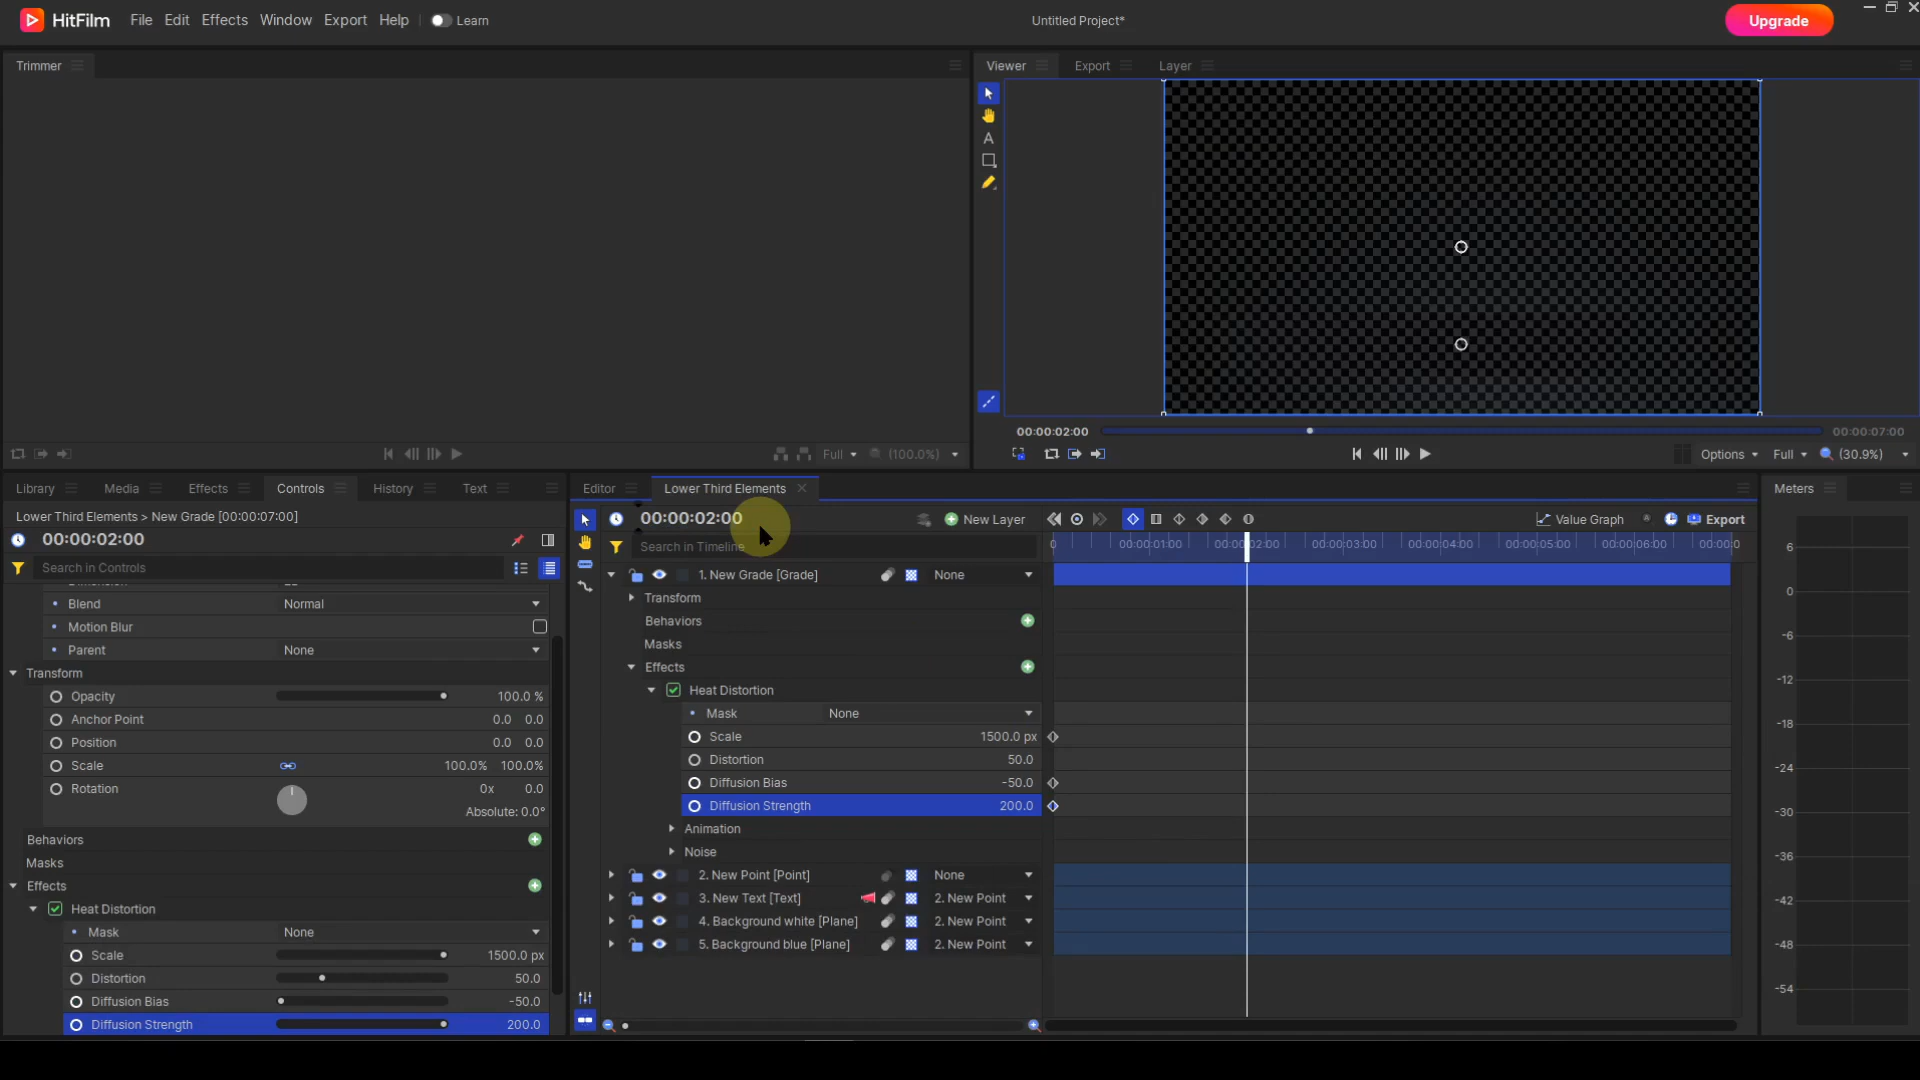 HitFilm File Edit Effects Window Export Help Learn Untitled Project* Upgrade
Trimmer
Viewer Export Layer
00:00:02:00 00:00:07:00
Full (100.0%)
Options Full (30.9%)
Library Media Effects Controls History Text
Lower Third Elements > New Grade [00:00:07:00]
00:00:02:00
Search in Controls
Blend Normal
Motion Blur
Parent None
Transform
Opacity 100.0 %
Anchor Point 0.0 0.0
Position 0.0 0.0
Scale 100.0% 100.0%
Rotation 0x 0.0
Absolute: 0.0°
Behaviors
Masks
Effects
Heat Distortion
Mask None
Scale 1500.0 px
Distortion 50.0
Diffusion Bias -50.0
Diffusion Strength 200.0
Editor Lower Third Elements
00:00:02:00 New Layer Value Graph Export
Search in Timeline
0 00:00:01:00 00:00:02:00 00:00:03:00 00:00:04:00 00:00:05:00 00:00:06:00 00:00:0
1. New Grade [Grade] None
Transform
Behaviors
Masks
Effects
Heat Distortion
Mask None
Scale 1500.0 px
Distortion 50.0
Diffusion Bias -50.0
Diffusion Strength 200.0
Animation
Noise
2. New Point [Point] None
3. New Text [Text] 2. New Point
4. Background white [Plane] 2. New Point
5. Background blue [Plane] 2. New Point
Meters
6
0
-6
-12
-18
-24
-30
-36
-42
-48
-54